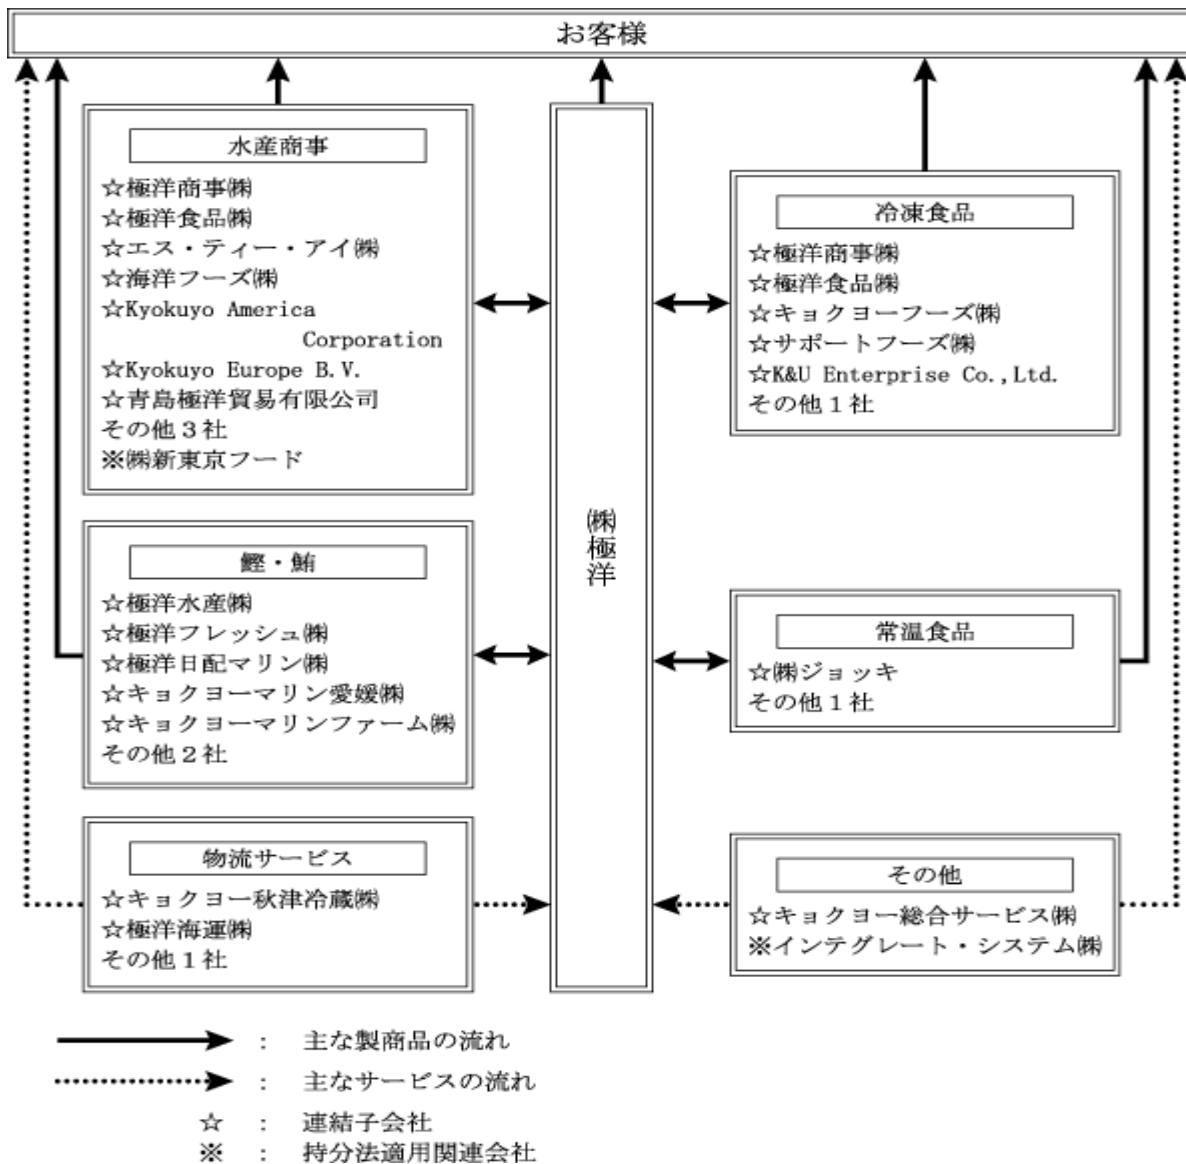 お客様
水産商事
☆極洋商事㈱
☆極洋食品㈱
☆エス・ティー・アイ㈱
☆海洋フーズ㈱
☆Kyokuyo America
Corporation
☆Kyokuyo Europe B.V.
☆青島極洋貿易有限公司
その他３社
※㈱新東京フード
鰹・鮪
☆極洋水産㈱
☆極洋フレッシュ㈱
☆極洋日配マリン㈱
☆キョクヨーマリン愛媛㈱
☆キョクヨーマリンファーム㈱
その他２社
物流サービス
☆キョクヨー秋津冷蔵㈱
☆極洋海運㈱
その他１社
㈱極洋
冷凍食品
☆極洋商事㈱
☆極洋食品㈱
☆キョクヨーフーズ㈱
☆サポートフーズ㈱
☆K&U Enterprise Co.,Ltd.
その他１社
常温食品
☆㈱ジョッキ
その他１社
その他
☆キョクヨー総合サービス㈱
※インテグレート・システム㈱
： 主な製商品の流れ
： 主なサービスの流れ
☆ ： 連結子会社
※ ： 持分法適用関連会社